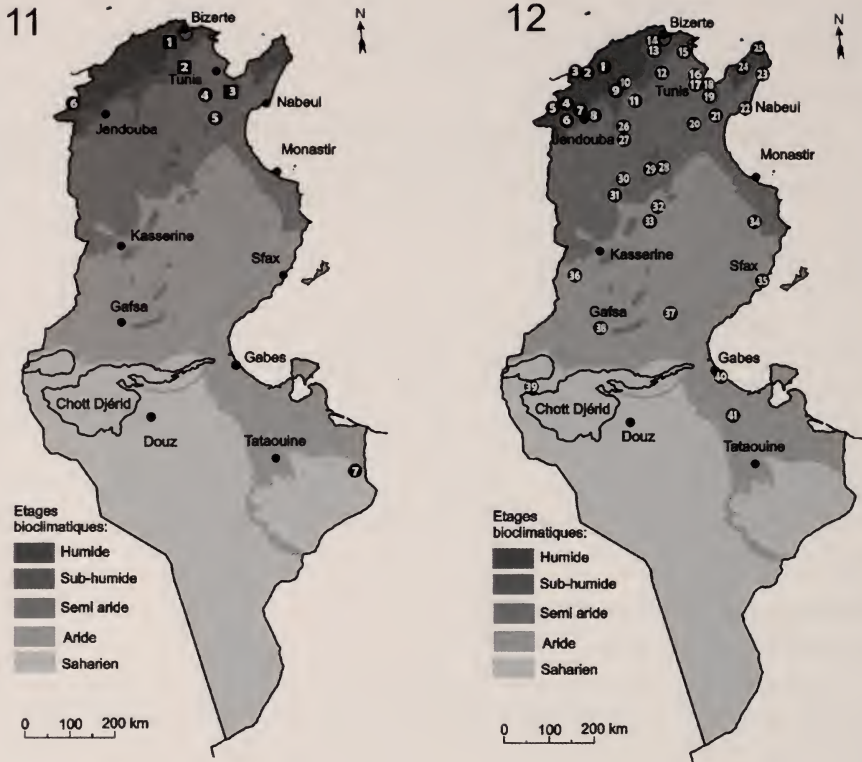 11
Bizerte
N
1
2
Tunis
4
3
6
5
Nabeul
Jendouba
Monastir
Kasserine
Sfax
Gafsa
Gabes
Chott Djérid
Douz
Tataouine
7
Etages
bioclimatiques:
Humide
Sub-humide
Semi aride
Aride
Saharien
0 100 200 km
12
Bizerte
N
14
13
15
25
3
2
1
24
23
12
16
10
Tunis
17
18
9
11
19
5
4
7
8
6
22
Nabeul
21
20
Jendouba
26
27
Monastir
29
28
30
31
32
33
34
Kasserine
36
Sfax
35
37
Gafsa
38
Gabes
40
39
Chott Djérid
41
Douz
Tataouine
Etages
bioclimatiques:
Humide
Sub-humide
Semi aride
Aride
Saharien
0 100 200 km